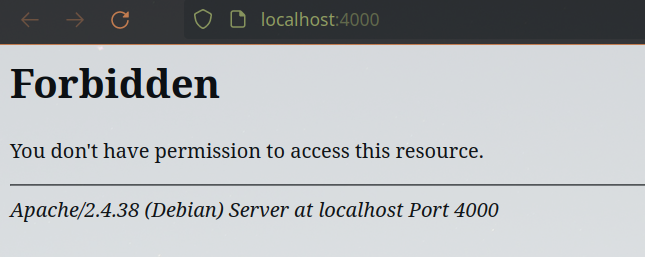 localhost:4000
Forbidden
You don't have permission to access this resource.
Apache/2.4.38 (Debian) Server at localhost Port 4000